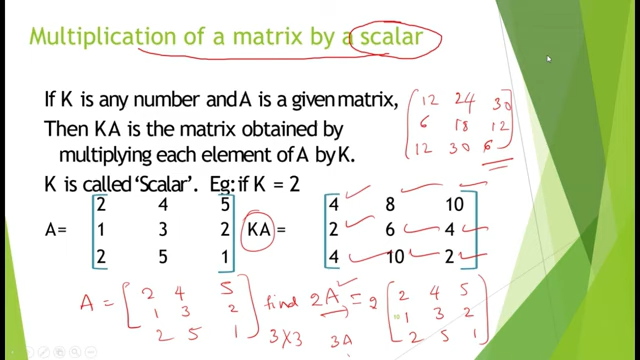 Multiplication of a matrix by a scalar
If K is any number and A is a given matrix,
Then KA is the matrix obtained by
multiplying each element of A by K.
K is called ‘Scalar’. Eg: if K = 2
12 24 30
6 18 12
12 30 6
2 4 5
A= 1 3 2
2 5 1
4 8 10
KA = 2 6 4
4 10 2
A = 2 4 5
1 3 2
2 5 1
find 2A = 2
3×3 3A
2 4 5
1 3 2
2 5 1